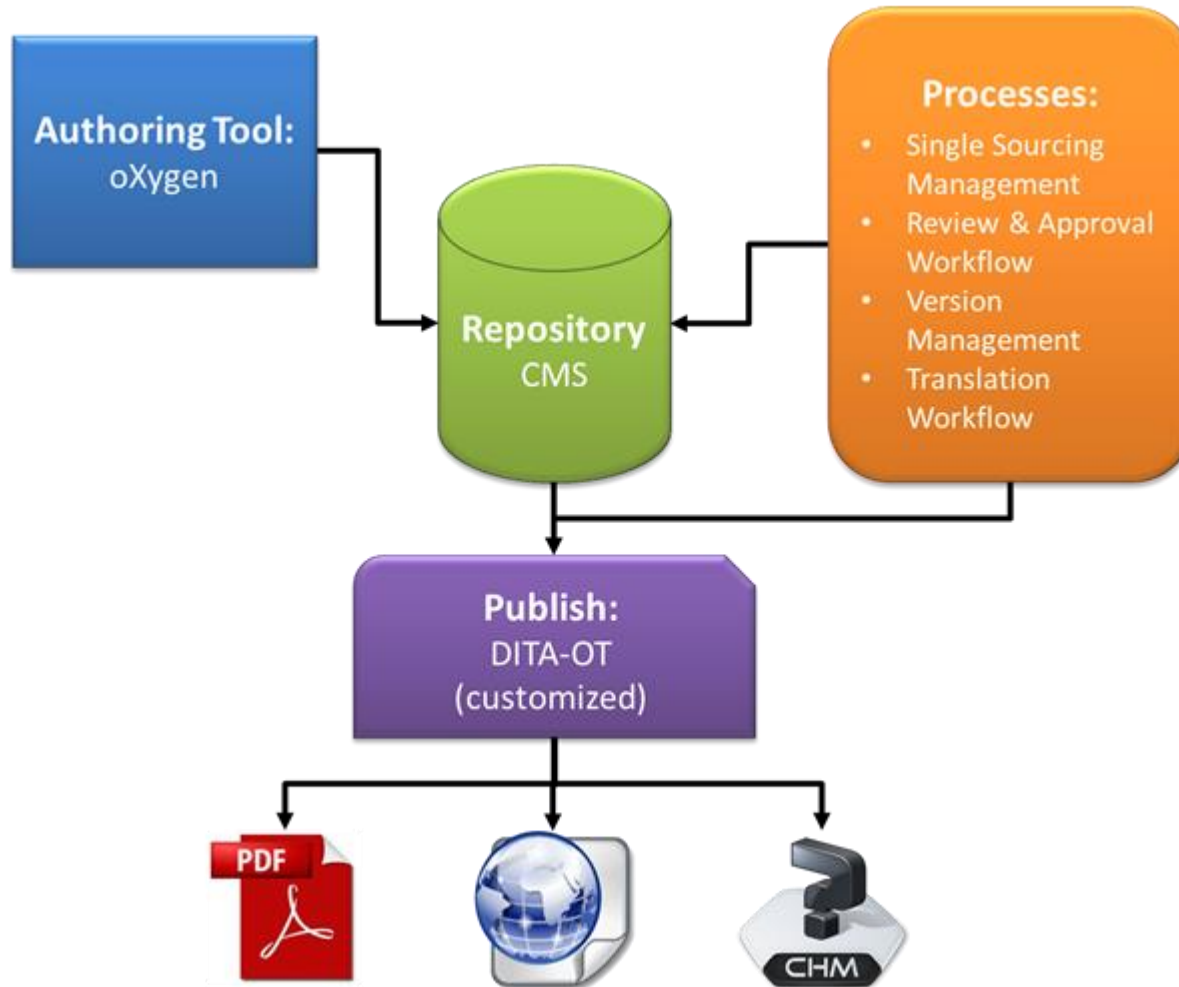 Authoring Tool:
oXygen
Processes:
• Single Sourcing
Management
• Review & Approval
Workflow
• Version
Management
• Translation
Workflow
Repository
CMS
Publish:
DITA-OT
(customized)
PDF
CHM